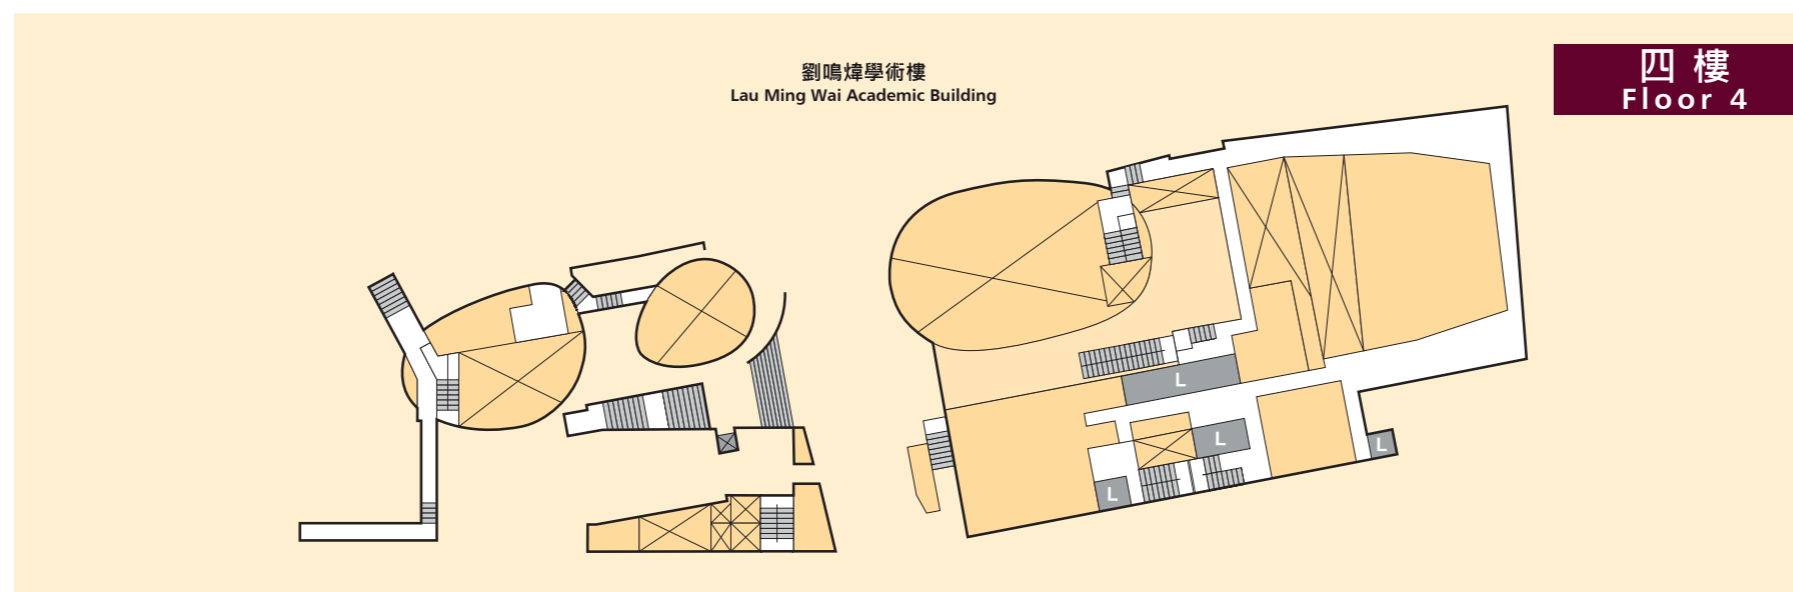 劉鳴煒學術樓
Lau Ming Wai Academic Building
四樓
Floor 4
L
L
L
L